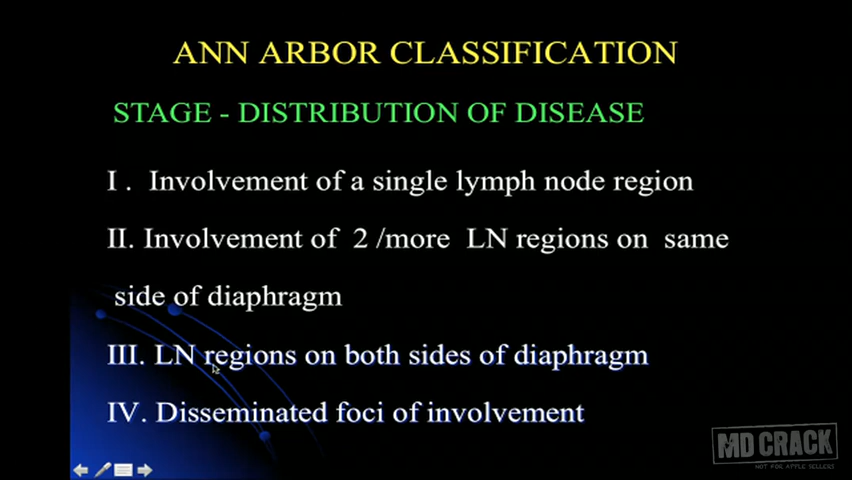 ANN ARBOR CLASSIFICATION
STAGE - DISTRIBUTION OF DISEASE
I . Involvement of a single lymph node region
II. Involvement of 2 /more LN regions on same
side of diaphragm
III. LN regions on both sides of diaphragm
IV. Disseminated foci of involvement
MD CRACK
NOT FOR APPLE SELLERS